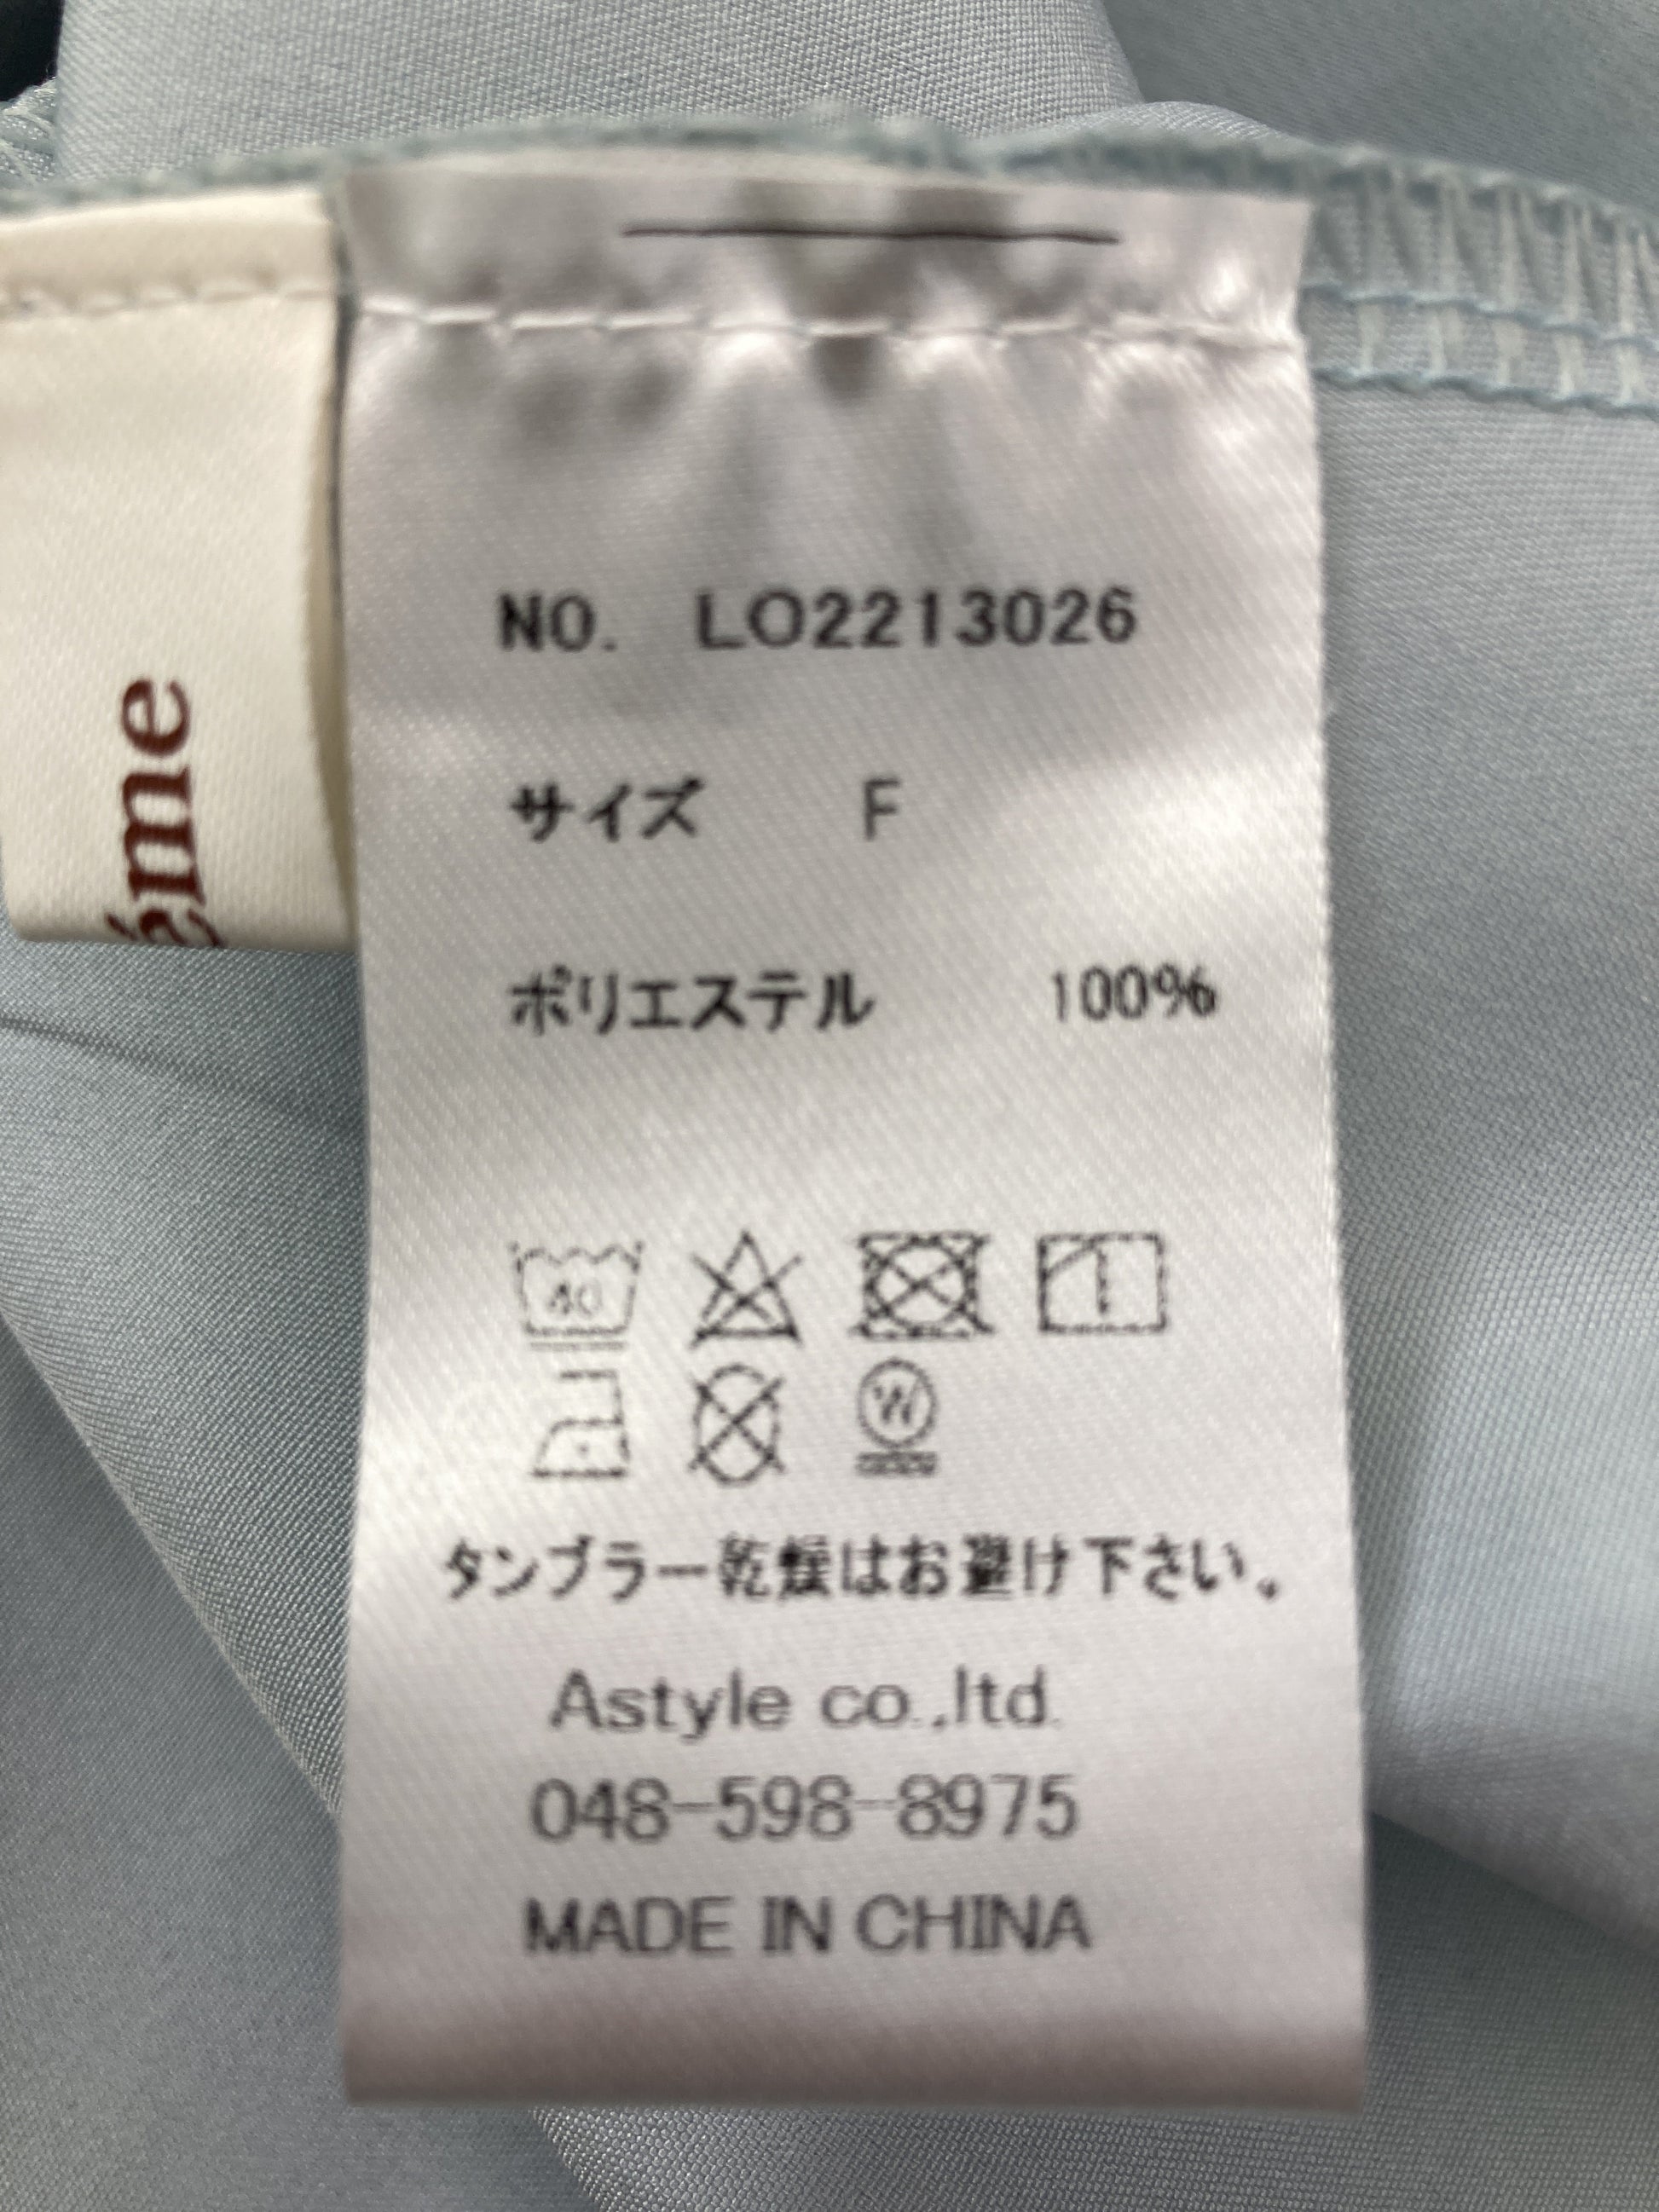 éme
NO. LO2213026
サイズ F
ポリエステル 100%
40
W
タンブラー乾燥はお避け下さい。
Astyle co.,ltd.
048-598-8975
MADE IN CHINA